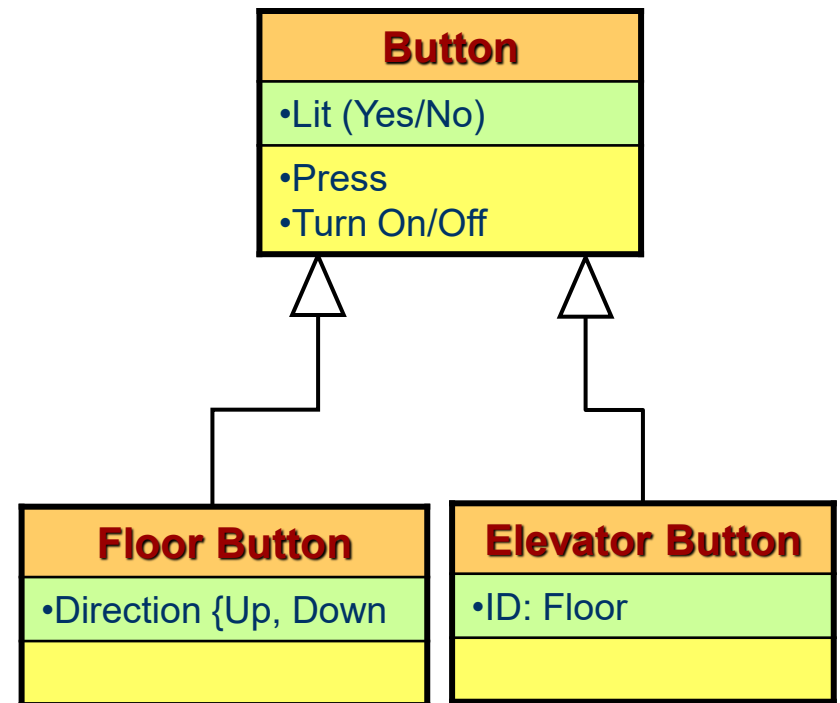 Button
•Lit (Yes/No)
•Press
•Turn On/Off
Floor Button
•Direction {Up, Down
Elevator Button
•ID: Floor